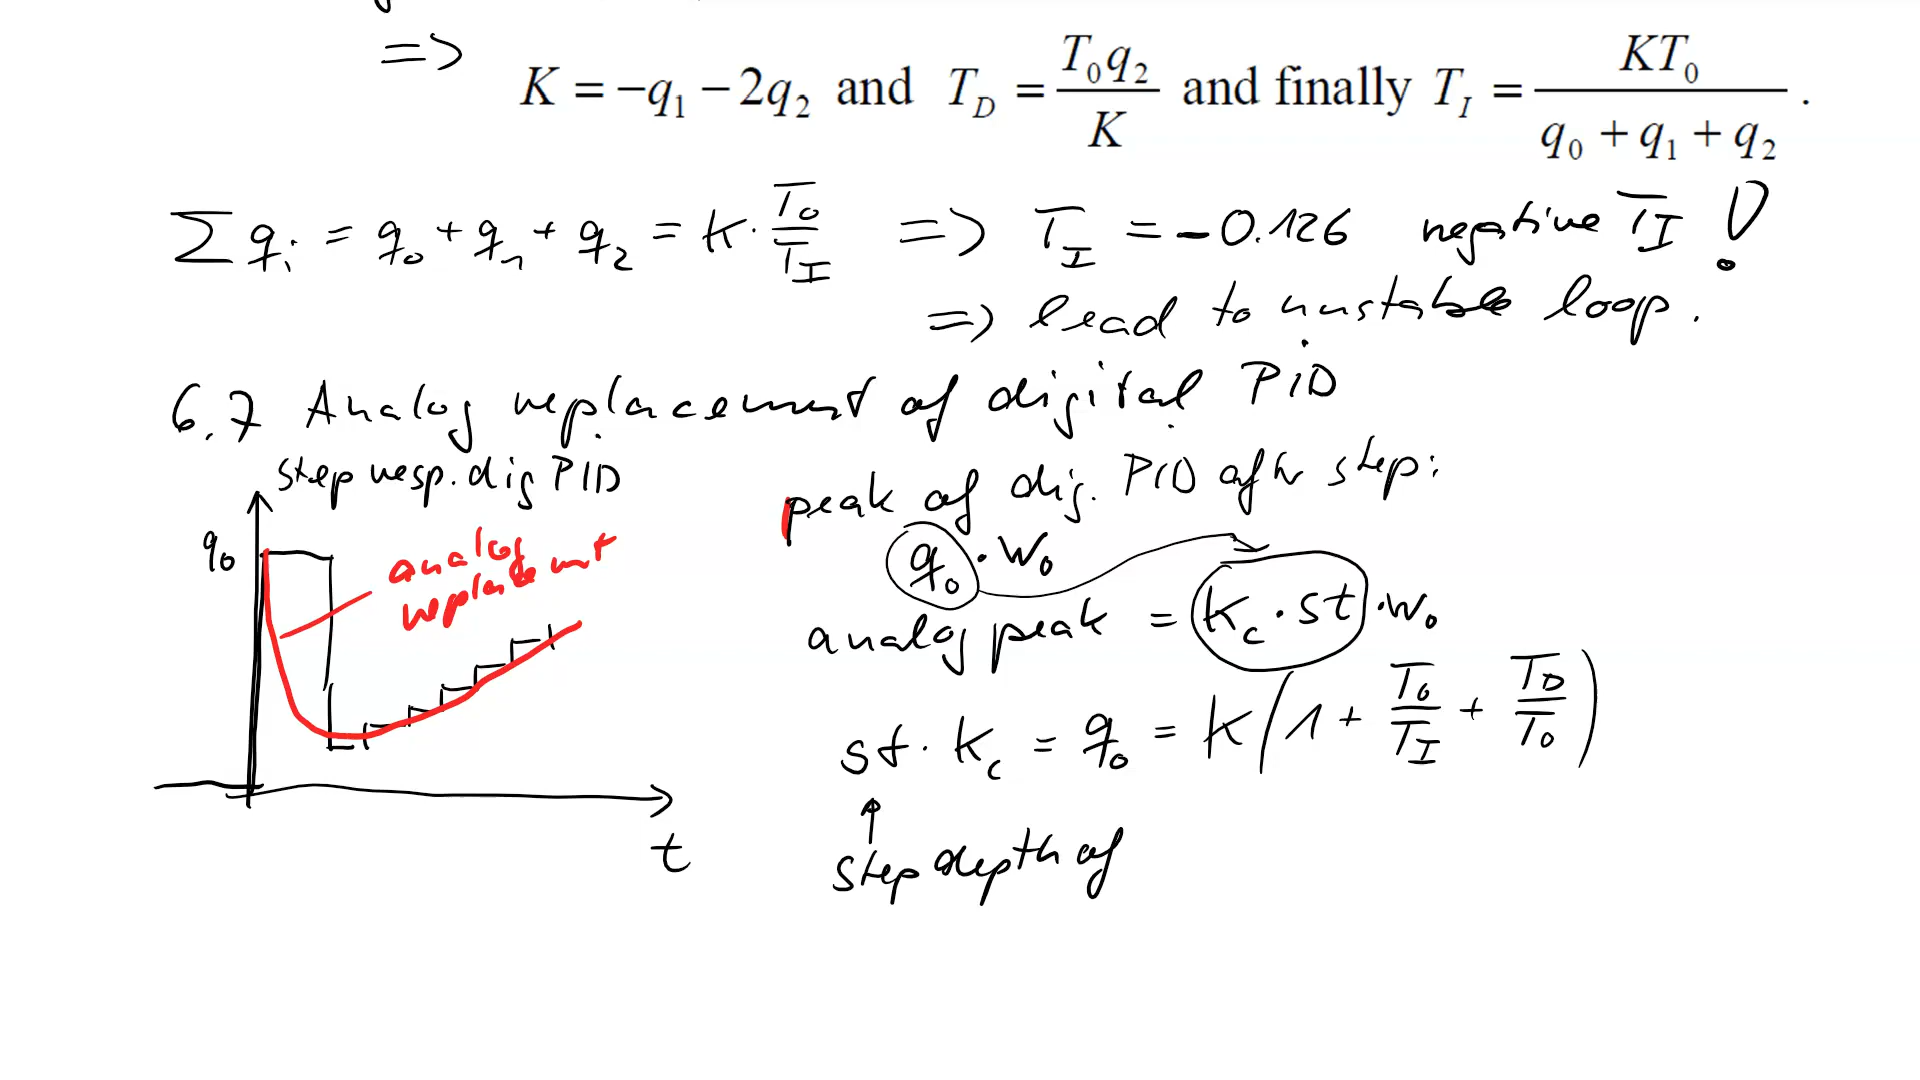 => K = −q₁ − 2q₂ and T_D = T₀q₂ / K and finally T_I = KT₀ / (q₀ + q₁ + q₂) .
Σ qᵢ = q₀ + q₁ + q₂ = K · T₀ / T_I => T_I = −0.126 negative T_I !
=> lead to unstable loop.
6.7 Analog replacement of digital PID
step resp. dig PID
q₀
analog
replacement
t
peak of dig. PID after step:
q₀ · w₀
analog peak = K_c · st · w₀
st · K_c = q₀ = K (1 + T₀ / T_I + T_D / T₀)
↑
step depth of